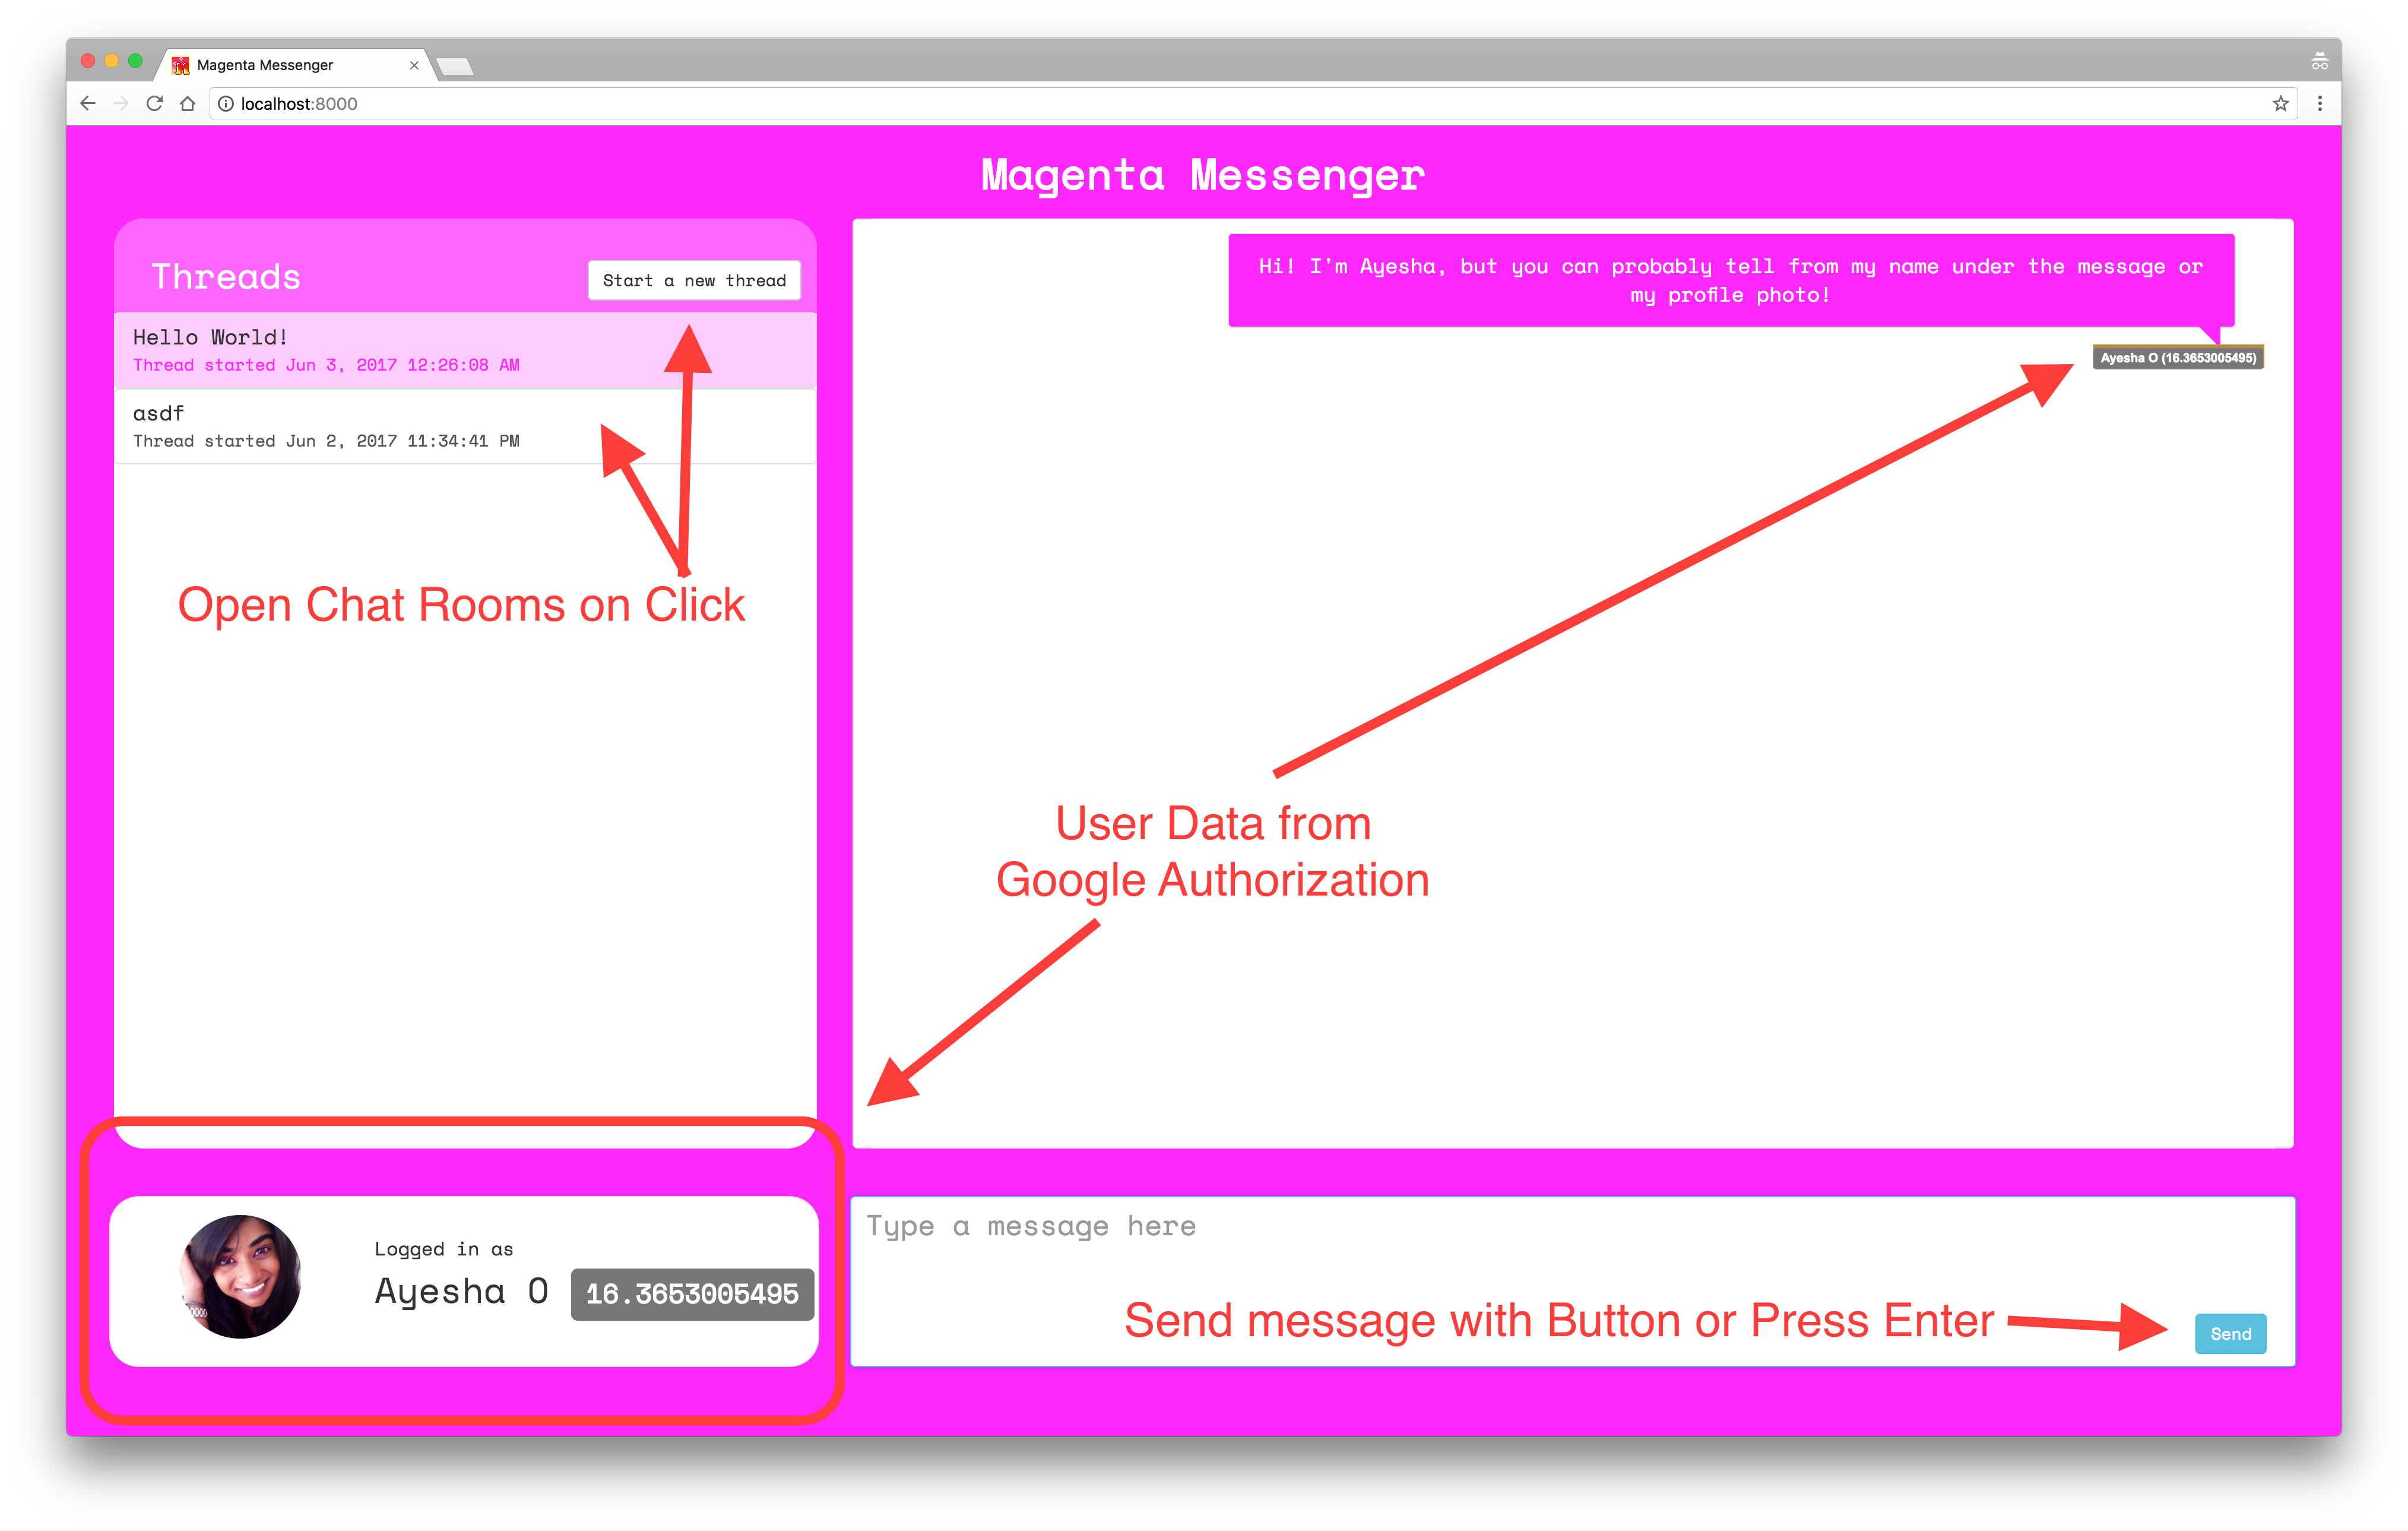 Magenta Messenger
localhost:8000
Magenta Messenger
Threads
Start a new thread
Hello World!
Thread started Jun 3, 2017 12:26:08 AM
asdf
Thread started Jun 2, 2017 11:34:41 PM
Open Chat Rooms on Click
Hi! I'm Ayesha, but you can probably tell from my name under the message or
my profile photo!
Ayesha O (16.3653005495)
User Data from
Google Authorization
Logged in as
Ayesha O 16.3653005495
Type a message here
Send message with Button or Press Enter
Send